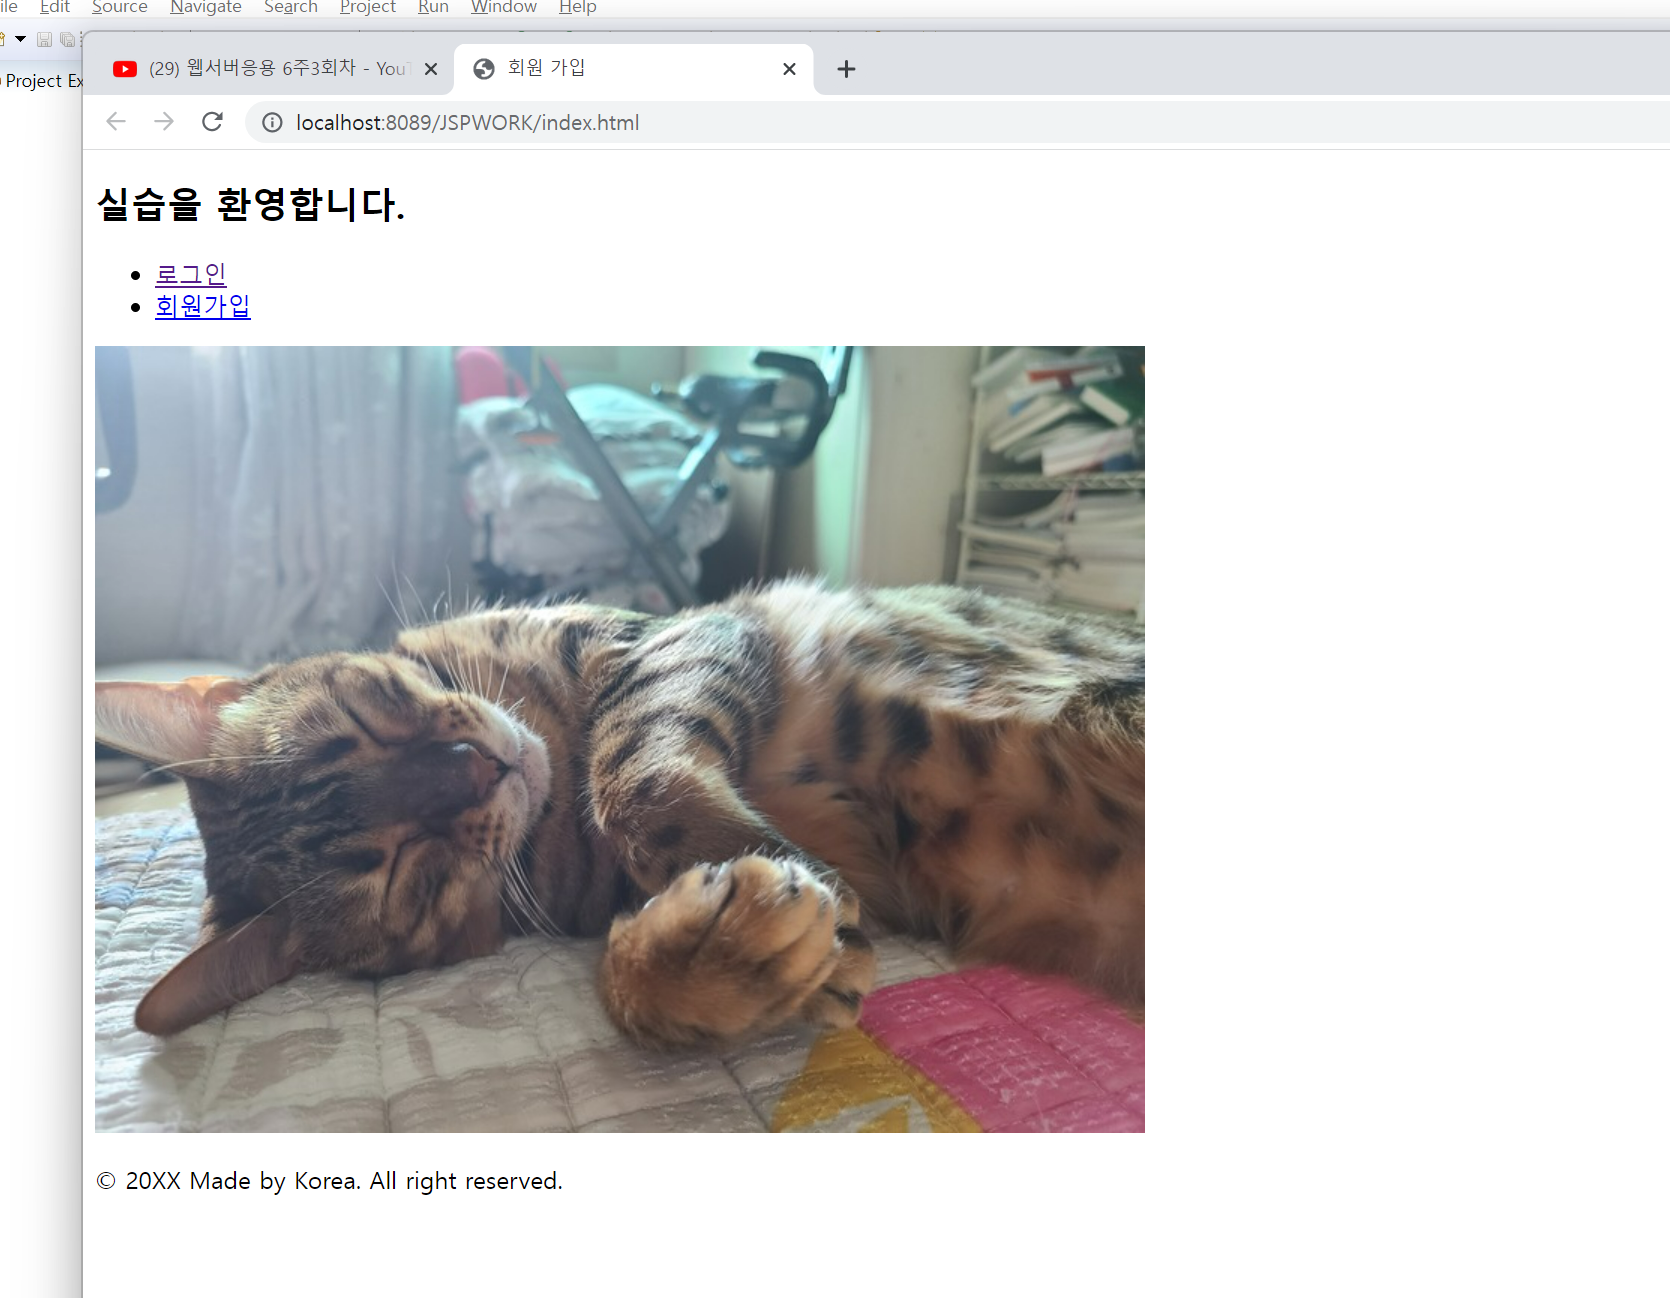 ile Edit Source Navigate Search Project Run Window Help
Project Ex
(29) 웹서버응용 6주3회차 - YouT
회원 가입
localhost:8089/JSPWORK/index.html
실습을 환영합니다.
로그인
회원가입
© 20XX Made by Korea. All right reserved.